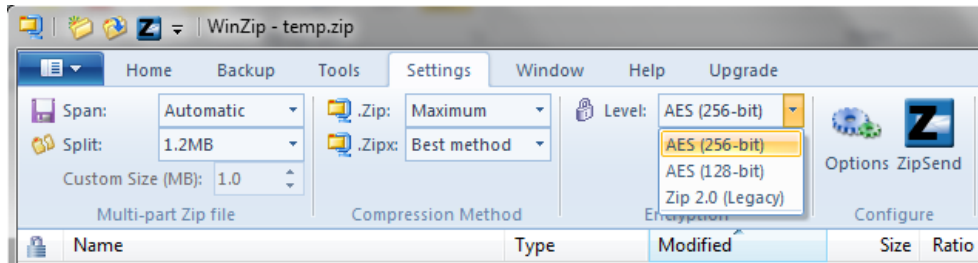 WinZip - temp.zip
Home Backup Tools Settings Window Help Upgrade
Span: Automatic .Zip: Maximum Level: AES (256-bit)
Split: 1.2MB .Zipx: Best method AES (256-bit)
AES (128-bit)
Options ZipSend
Custom Size (MB): 1.0
Zip 2.0 (Legacy)
Multi-part Zip file Compression Method Encryption Configure
Name Type Modified Size Ratio